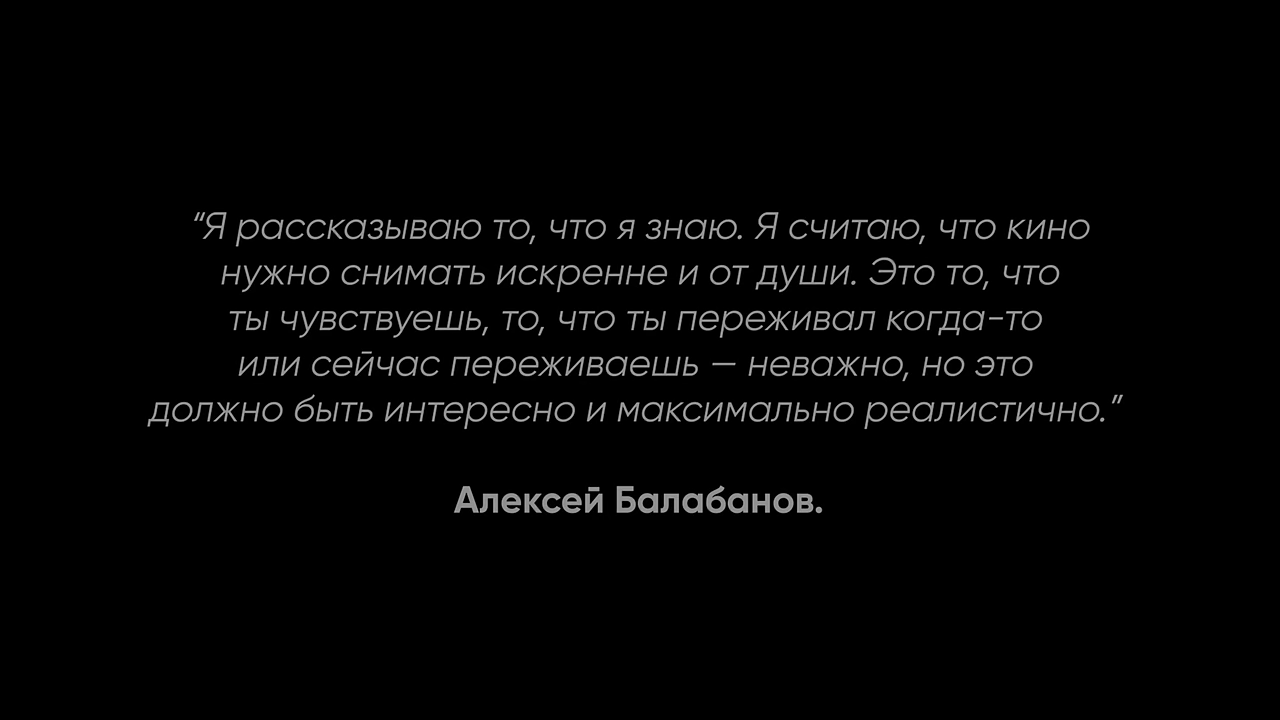 “Я рассказываю то, что я знаю. Я считаю, что кино
нужно снимать искренне и от души. Это то, что
ты чувствуешь, то, что ты переживал когда-то
или сейчас переживаешь — неважно, но это
должно быть интересно и максимально реалистично.”
Алексей Балабанов.